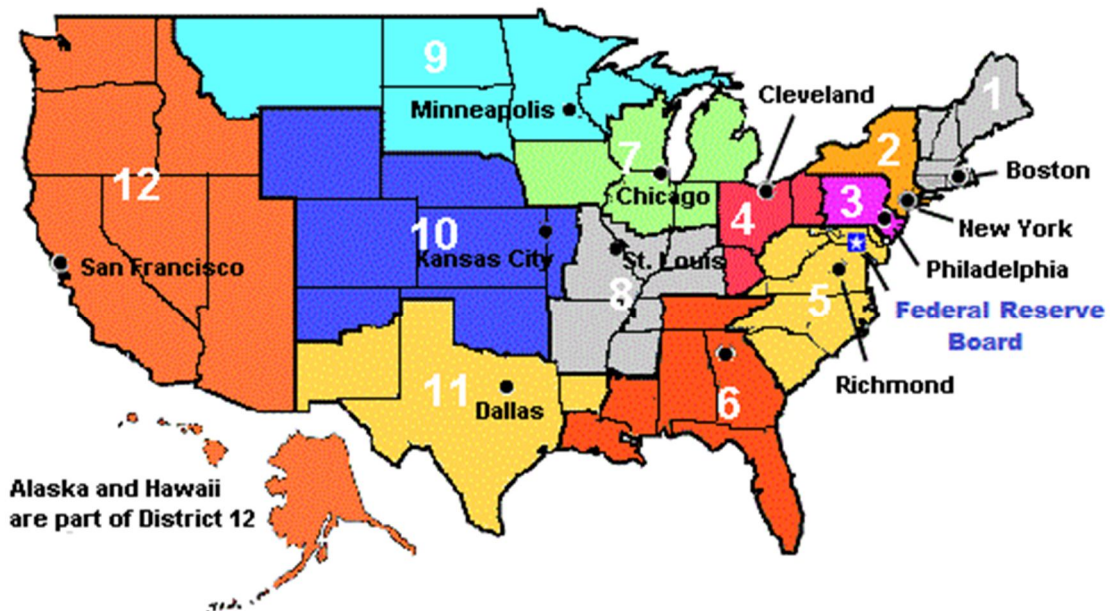 1
9
Cleveland
Minneapolis
2
7
12
Boston
Chicago
3
4
New York
10
Kansas City
St. Louis
San Francisco
Philadelphia
8
5
Federal Reserve
Board
11
Dallas
6
Richmond
Alaska and Hawaii
are part of District 12